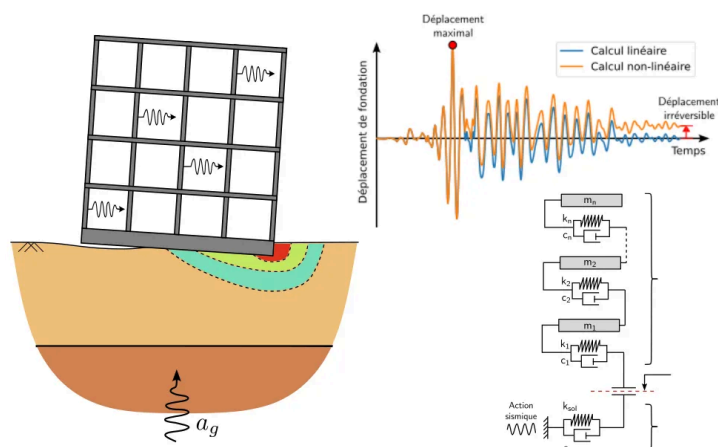 Déplacement
maximal
Calcul linéaire
Calcul non-linéaire
Déplacement de fondation
Déplacement
irréversible
Temps
mₙ
kₙ
cₙ
m₂
k₂
c₂
m₁
k₁
c₁
Action
sismique
kₛₒₗ
a_g